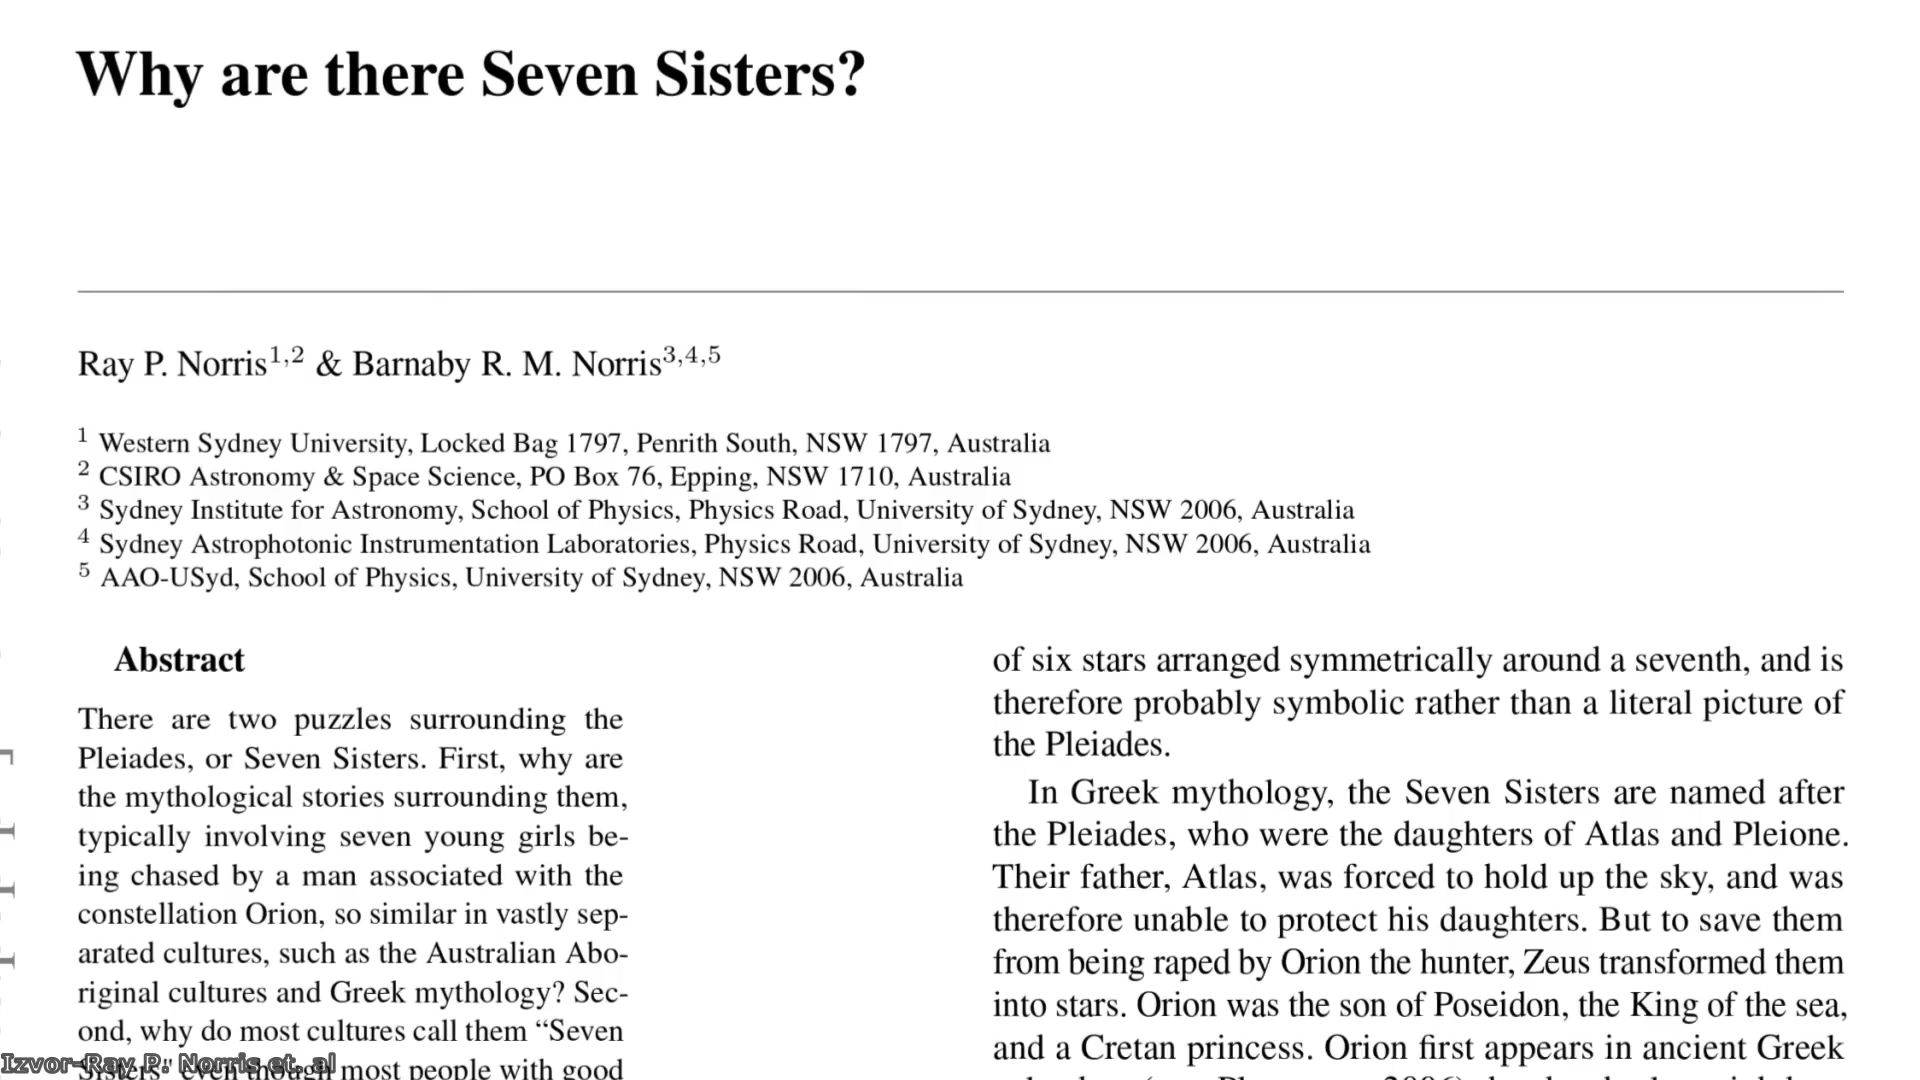 Why are there Seven Sisters?
Ray P. Norris1,2 & Barnaby R. M. Norris3,4,5
1 Western Sydney University, Locked Bag 1797, Penrith South, NSW 1797, Australia
2 CSIRO Astronomy & Space Science, PO Box 76, Epping, NSW 1710, Australia
3 Sydney Institute for Astronomy, School of Physics, Physics Road, University of Sydney, NSW 2006, Australia
4 Sydney Astrophotonic Instrumentation Laboratories, Physics Road, University of Sydney, NSW 2006, Australia
5 AAO-USyd, School of Physics, University of Sydney, NSW 2006, Australia
Abstract
There are two puzzles surrounding the
Pleiades, or Seven Sisters. First, why are
the mythological stories surrounding them,
typically involving seven young girls be-
ing chased by a man associated with the
constellation Orion, so similar in vastly sep-
arated cultures, such as the Australian Abo-
riginal cultures and Greek mythology? Sec-
ond, why do most cultures call them “Seven
Sisters" even though most people with good
of six stars arranged symmetrically around a seventh, and is
therefore probably symbolic rather than a literal picture of
the Pleiades.
In Greek mythology, the Seven Sisters are named after
the Pleiades, who were the daughters of Atlas and Pleione.
Their father, Atlas, was forced to hold up the sky, and was
therefore unable to protect his daughters. But to save them
from being raped by Orion the hunter, Zeus transformed them
into stars. Orion was the son of Poseidon, the King of the sea,
and a Cretan princess. Orion first appears in ancient Greek
Izvor-Ray P. Norris et. al